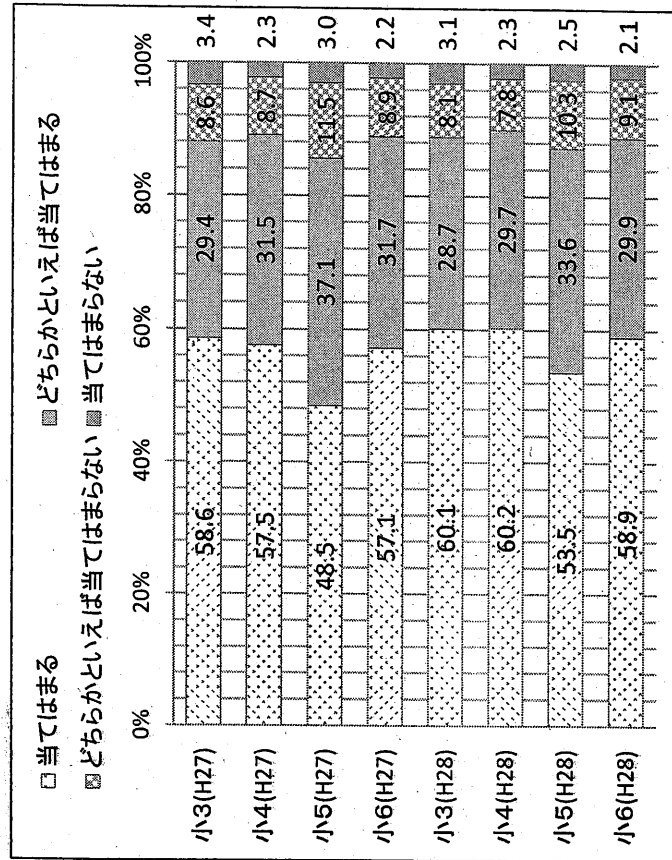 □当てはまる ■どちらかといえば当てはまる
■どちらかといえば当てはまらない ■当てはまらない
0% 20% 40% 60% 80% 100%
小3(H27) 58.6 29.4 8.6 3.4
小4(H27) 57.5 31.5 8.7 2.3
小5(H27) 48.5 37.1 11.5 3.0
小6(H27) 57.1 31.7 8.9 2.2
小3(H28) 60.1 28.7 8.1 3.1
小4(H28) 60.2 29.7 7.8 2.3
小5(H28) 53.5 33.6 10.3 2.5
小6(H28) 58.9 29.9 9.1 2.1